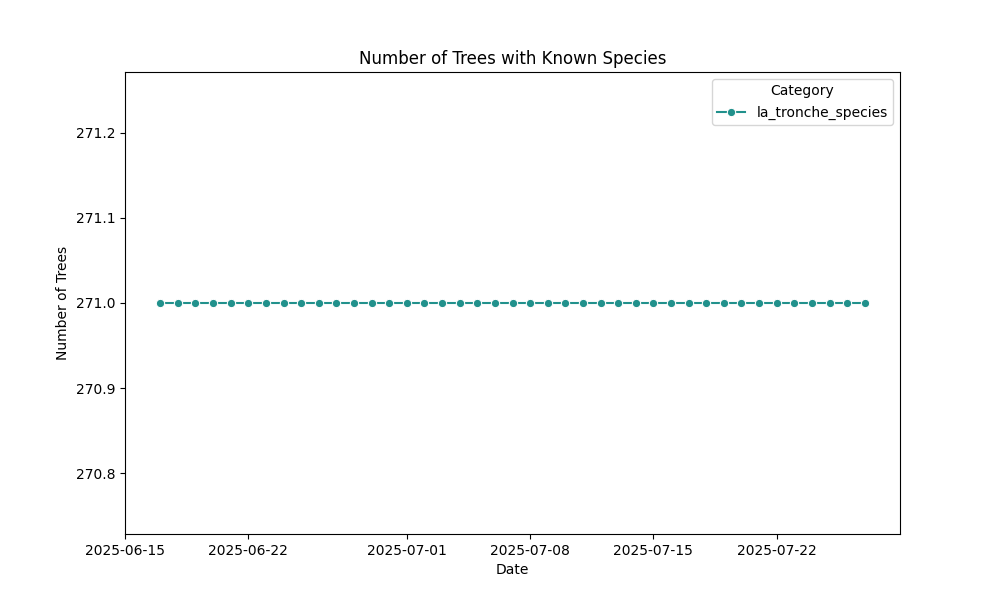 Number of Trees with Known Species
Category
la_tronche_species
271.2
271.1
271.0
270.9
270.8
Number of Trees
2025-06-15
2025-06-22
2025-07-01
2025-07-08
2025-07-15
2025-07-22
Date